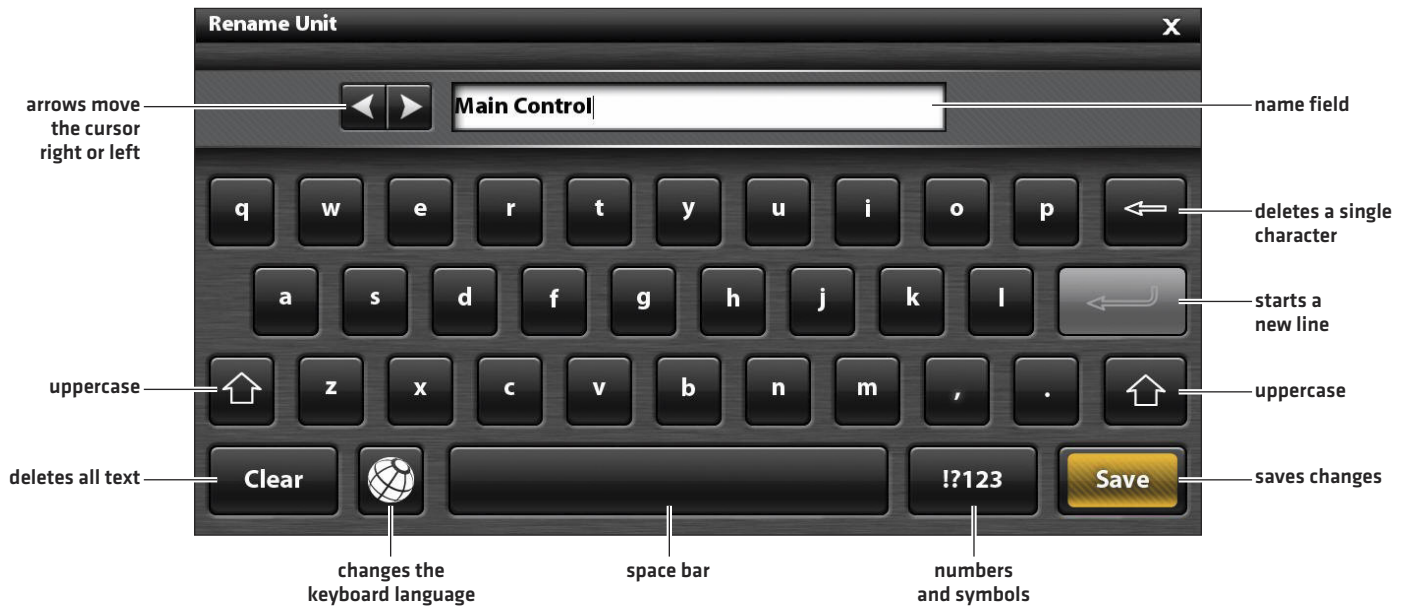 Rename Unit
X
arrows move
the cursor
right or left
Main Control
name field
q w e r t y u i o p
deletes a single
character
a s d f g h j k l
starts a
new line
uppercase
z x c v b n m , .
uppercase
deletes all text
Clear
!?123
Save
saves changes
changes the
keyboard language
space bar
numbers
and symbols